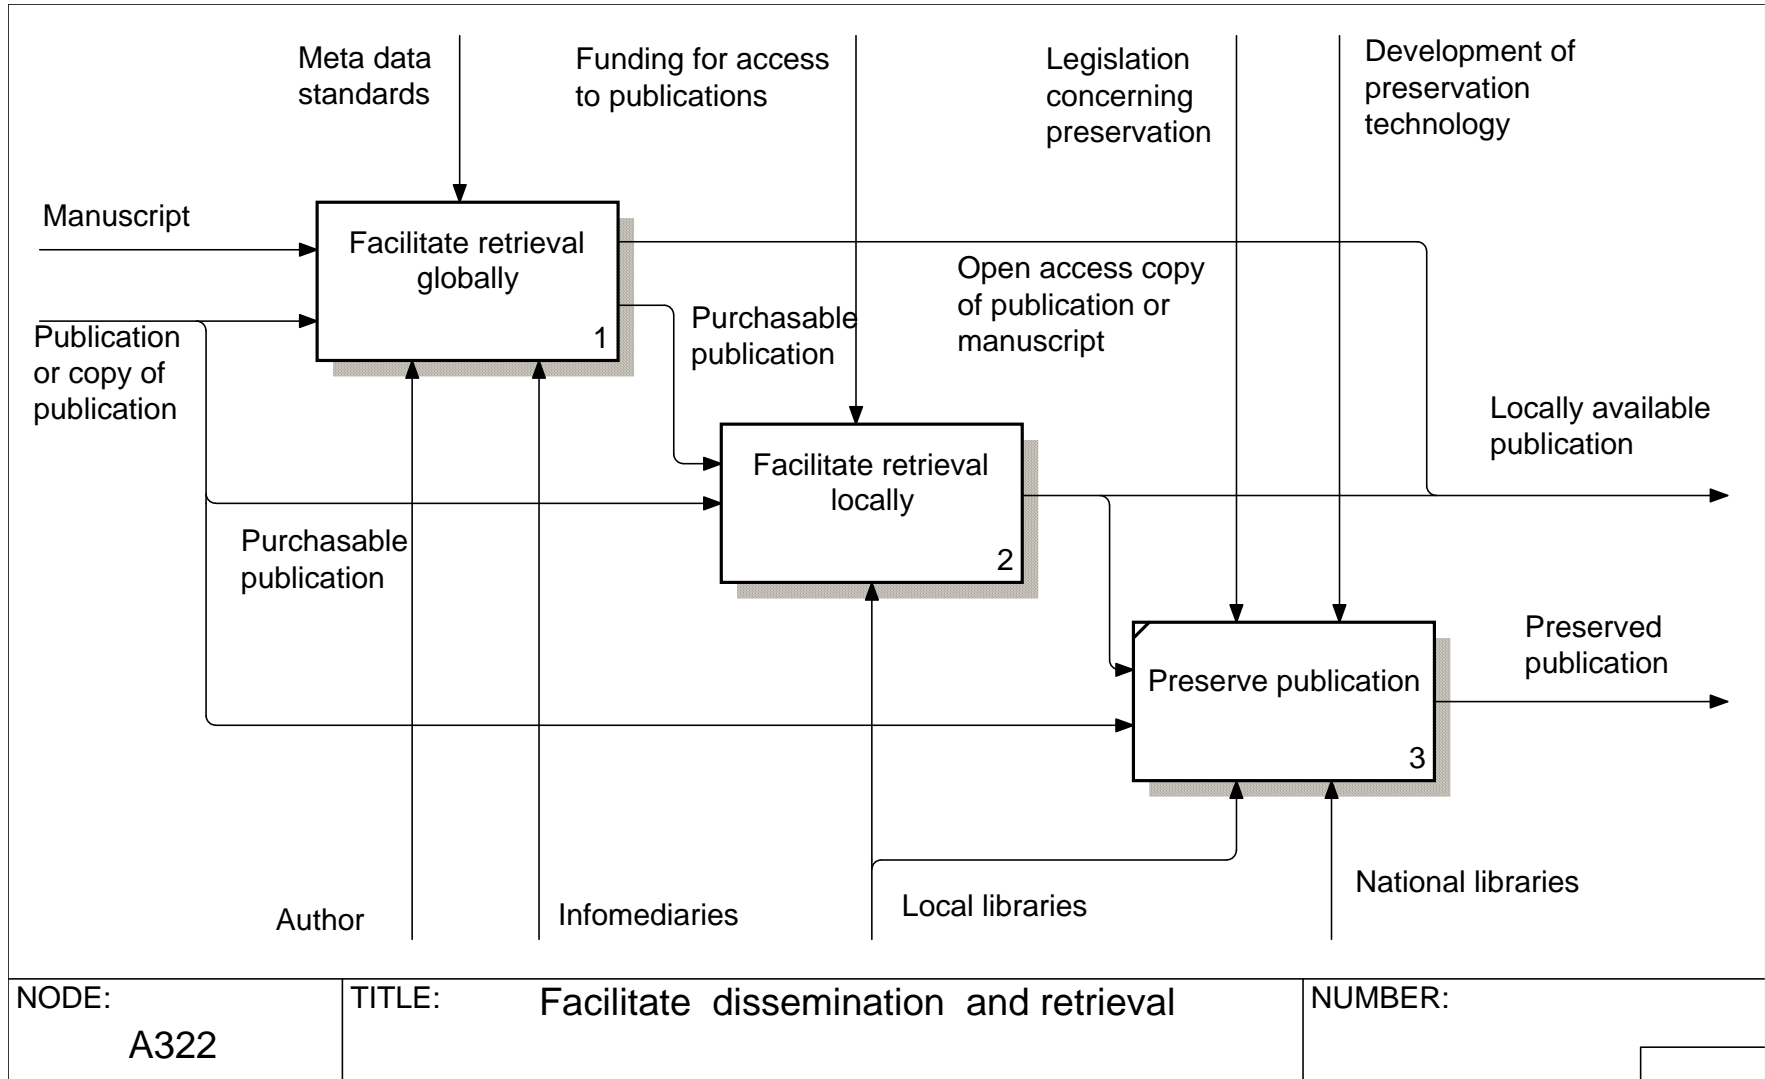 Meta data
standards
Funding for access
to publications
Legislation
concerning
preservation
Development of
preservation
technology
Manuscript
Facilitate retrieval
globally
1
Publication
or copy of
publication
Purchasable
publication
Open access copy
of publication or
manuscript
Locally available
publication
Facilitate retrieval
locally
2
Purchasable
publication
Preserved
publication
Preserve publication
3
Author
Infomediaries
Local libraries
National libraries
NODE:
A322
TITLE:
Facilitate dissemination and retrieval
NUMBER: